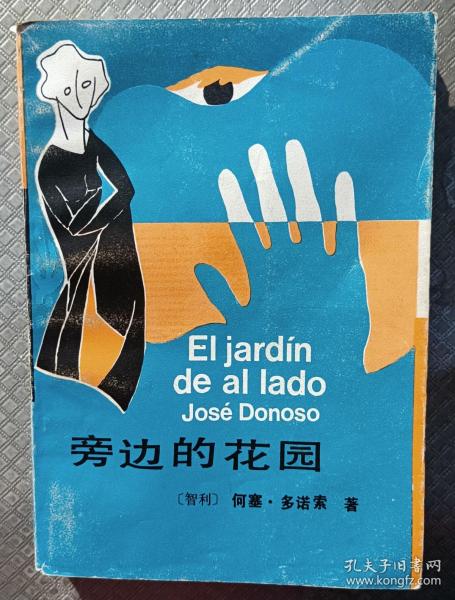 El jardín
de al lado
José Donoso
旁边的花园
〔智利〕 何塞·多诺索 著
孔夫子旧书网
www.kongfz.com